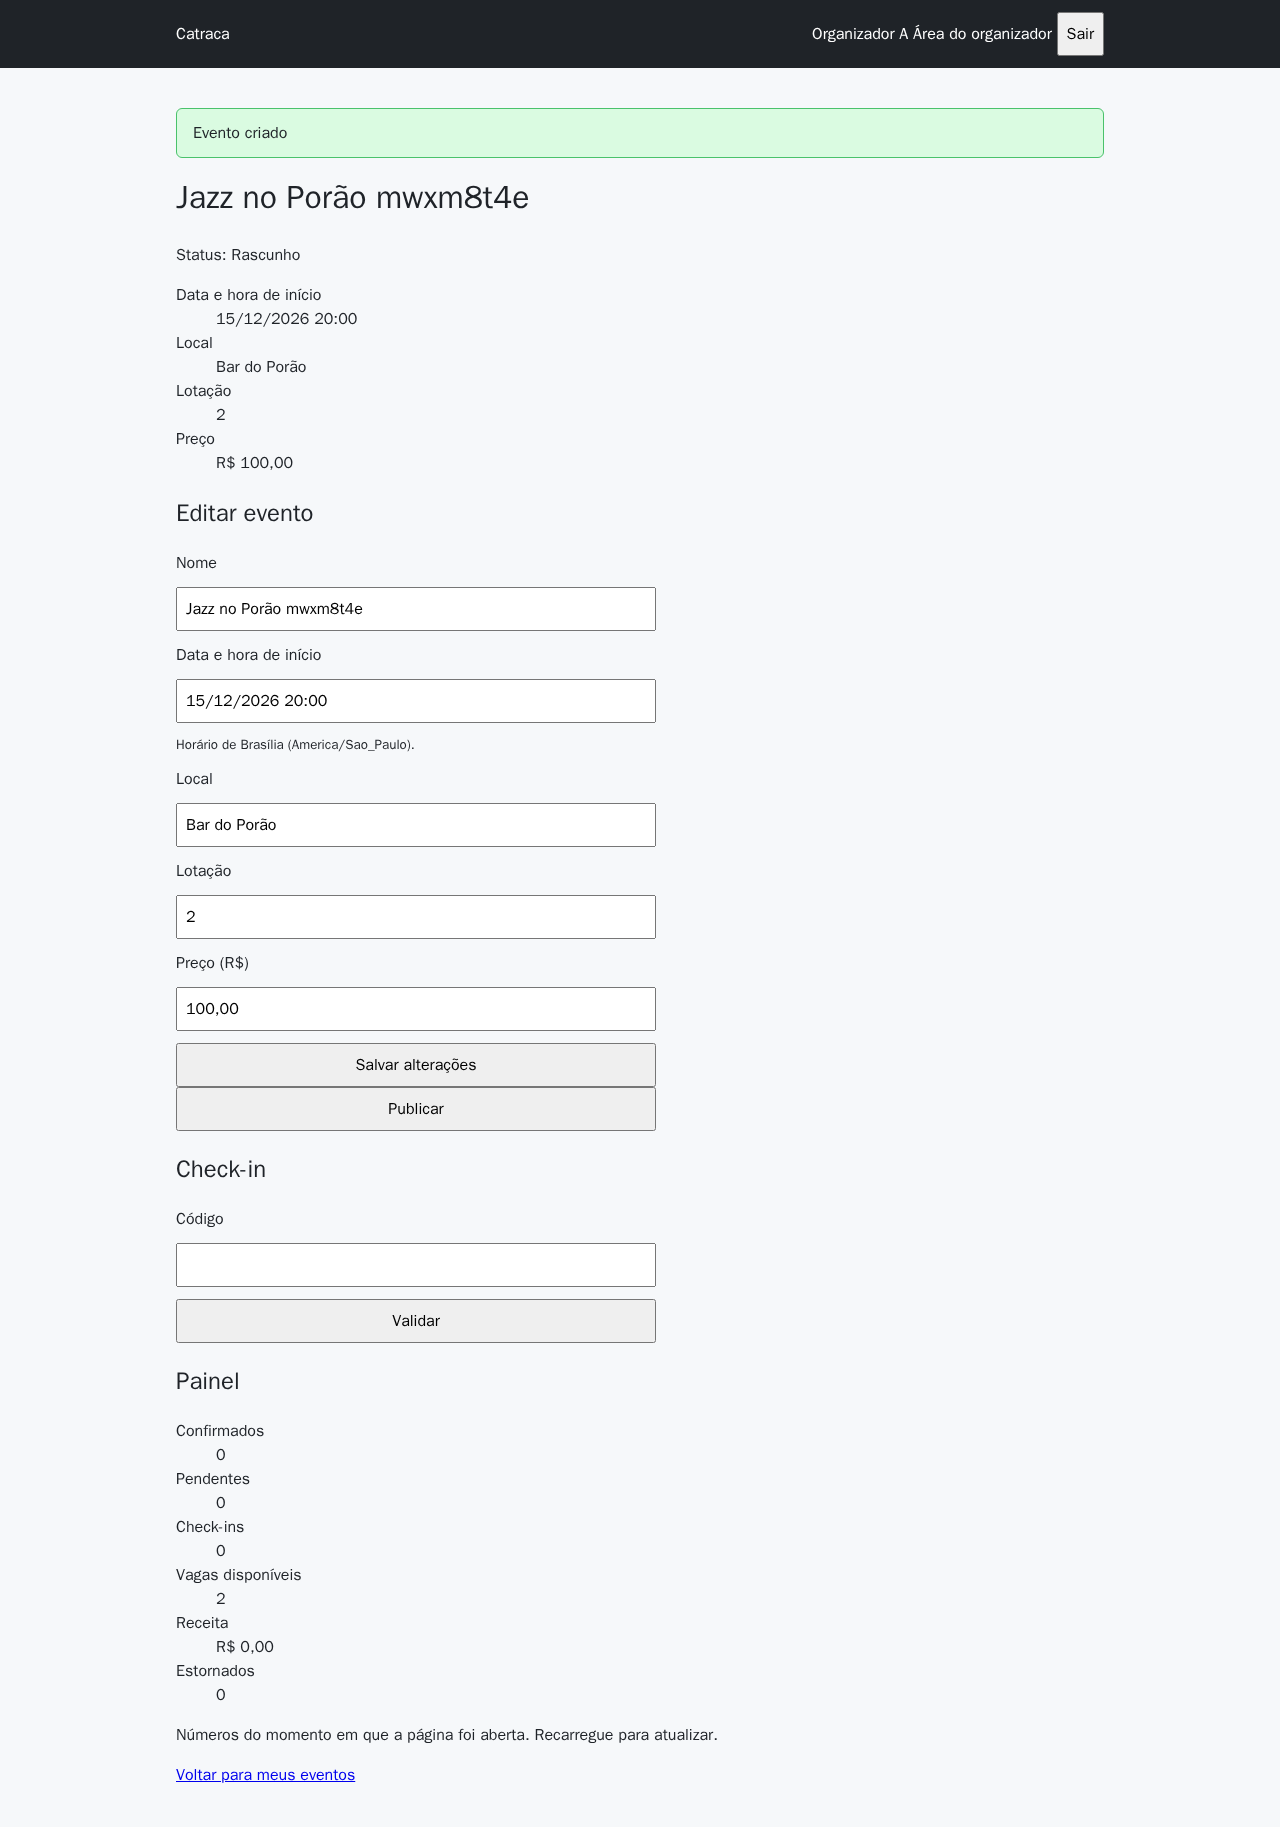 Catraca
Organizador A Área do organizador Sair
Evento criado
Jazz no Porão mwxm8t4e
Status: Rascunho
Data e hora de início
15/12/2026 20:00
Local
Bar do Porão
Lotação
2
Preço
R$ 100,00
Editar evento
Nome
Jazz no Porão mwxm8t4e
Data e hora de início
15/12/2026 20:00
Horário de Brasília (America/Sao_Paulo).
Local
Bar do Porão
Lotação
2
Preço (R$)
100,00
Salvar alterações
Publicar
Check-in
Código
Validar
Painel
Confirmados
0
Pendentes
0
Check-ins
0
Vagas disponíveis
2
Receita
R$ 0,00
Estornados
0
Números do momento em que a página foi aberta. Recarregue para atualizar.
Voltar para meus eventos